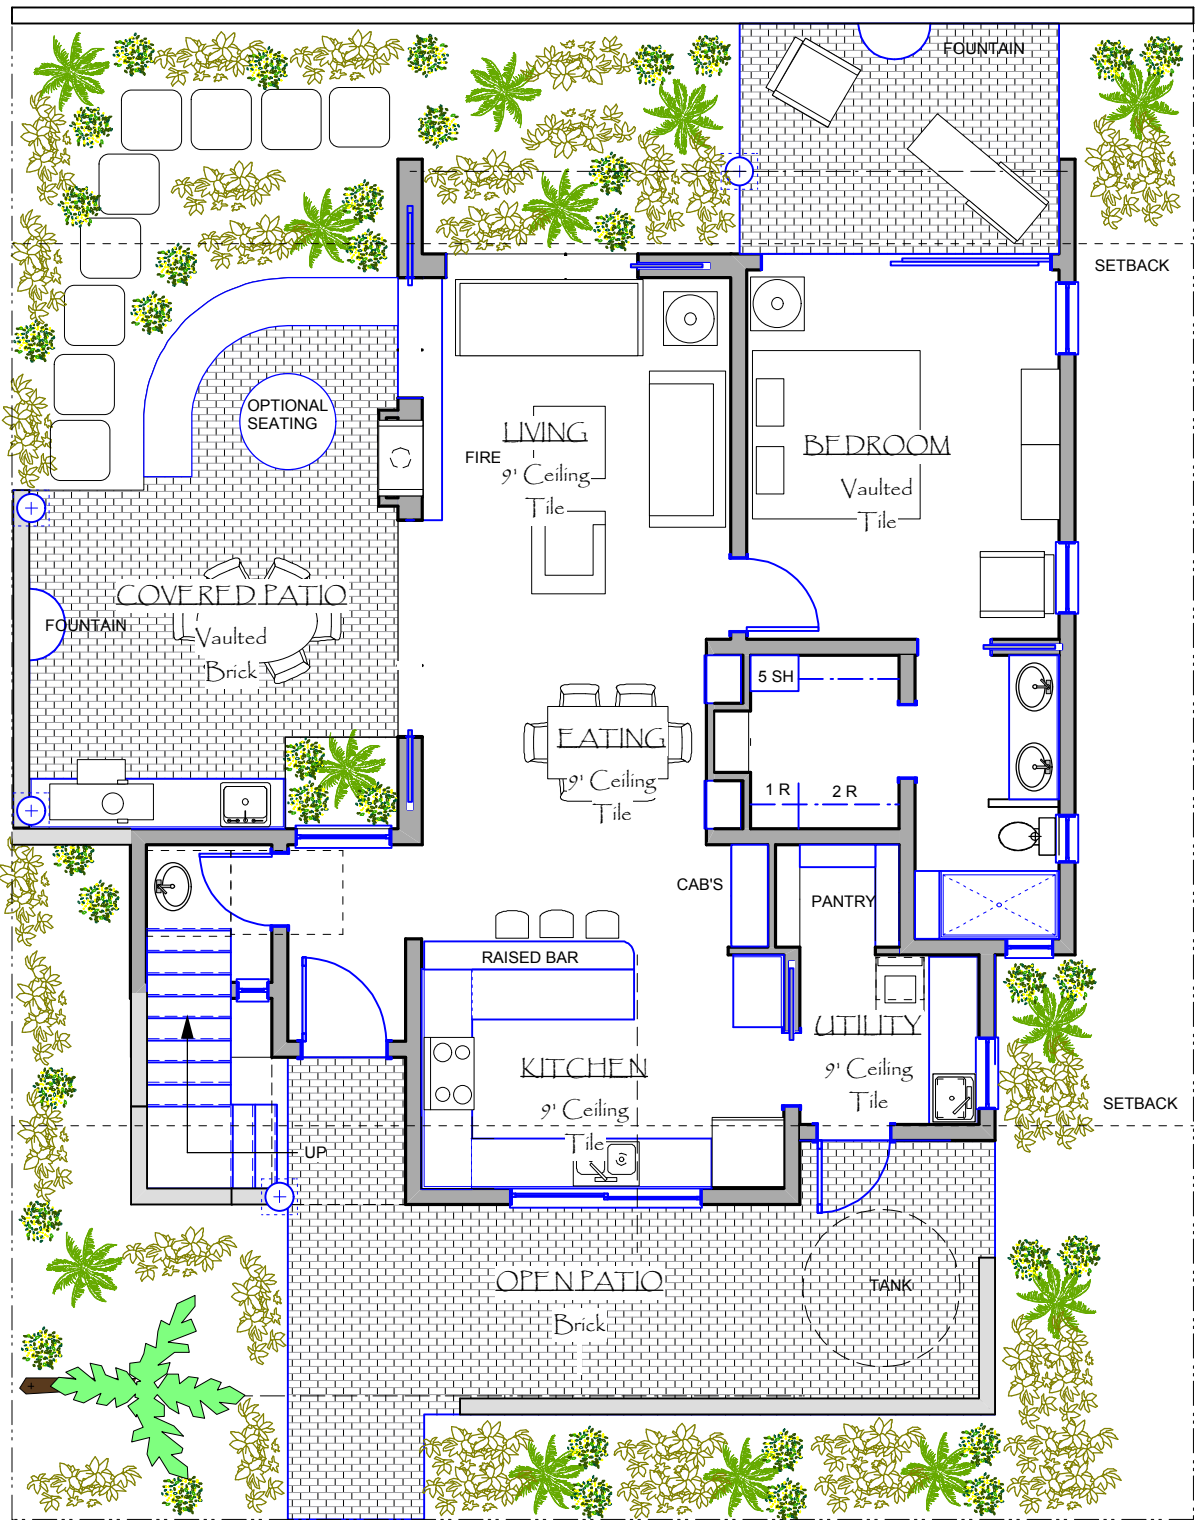 FOUNTAIN
SETBACK
OPTIONAL
SEATING
LIVING
FIRE
9' Ceiling
Tile
BEDROOM
Vaulted
Tile
COVERED PATIO
FOUNTAIN
Vaulted
Brick
5 SH
EATING
9' Ceiling
Tile
1 R
2 R
CAB'S
PANTRY
RAISED BAR
UTILITY
9' Ceiling
Tile
KITCHEN
9' Ceiling
Tile
SETBACK
UP
OPEN PATIO
Brick
TANK